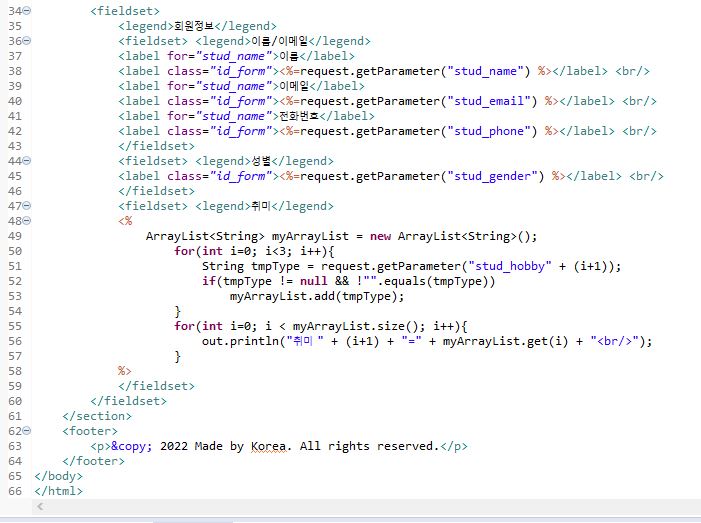 34 <fieldset>
35 <legend>회원정보</legend>
36 <fieldset> <legend>이름/이메일</legend>
37 <label for="stud_name">이름</label>
38 <label class="id_form"><%=request.getParameter("stud_name") %></label> <br/>
39 <label for="stud_name">이메일</label>
40 <label class="id_form"><%=request.getParameter("stud_email") %></label> <br/>
41 <label for="stud_name">전화번호</label>
42 <label class="id_form"><%=request.getParameter("stud_phone") %></label> <br/>
43 </fieldset>
44 <fieldset> <legend>성별</legend>
45 <label class="id_form"><%=request.getParameter("stud_gender") %></label> <br/>
46 </fieldset>
47 <fieldset> <legend>취미</legend>
48 <%
49 ArrayList<String> myArrayList = new ArrayList<String>();
50 for(int i=0; i<3; i++){
51 String tmpType = request.getParameter("stud_hobby" + (i+1));
52 if(tmpType != null && !"".equals(tmpType))
53 myArrayList.add(tmpType);
54 }
55 for(int i=0; i < myArrayList.size(); i++){
56 out.println("취미 " + (i+1) + "=" + myArrayList.get(i) + "<br/>");
57 }
58 %>
59 </fieldset>
60 </fieldset>
61 </section>
62 <footer>
63 <p>&copy; 2022 Made by Korea. All rights reserved.</p>
64 </footer>
65 </body>
66 </html>